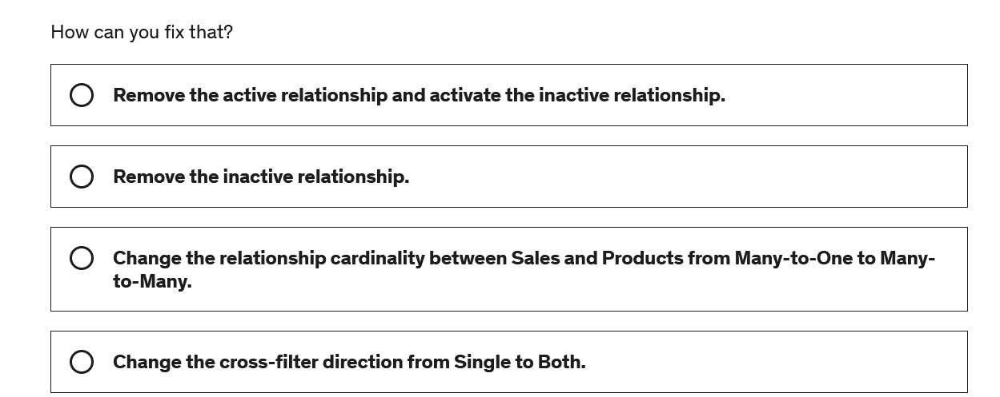 How can you fix that?
Remove the active relationship and activate the inactive relationship.
Remove the inactive relationship.
Change the relationship cardinality between Sales and Products from Many-to-One to Many-
to-Many.
Change the cross-filter direction from Single to Both.